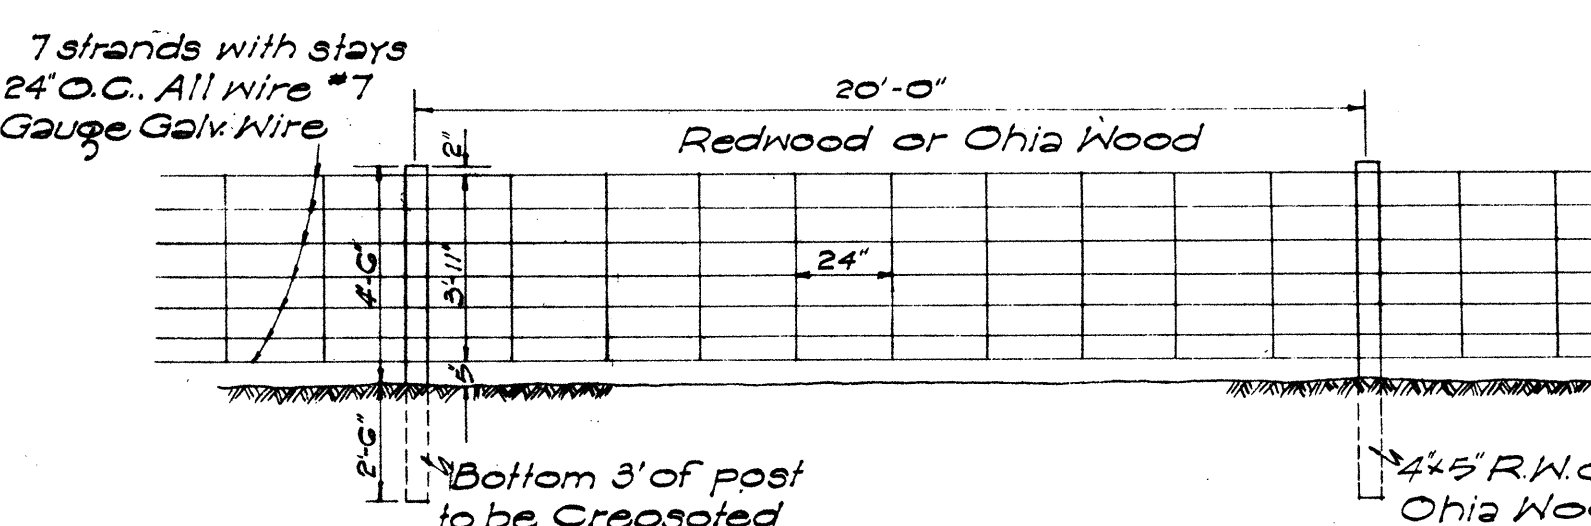 7 strands with stays
24" O.C.. All wire #7
Gauge Galv. Wire
20'-0"
Redwood or Ohia Wood
2"
4'-6"
3'-11"
24"
5"
2'-6"
Bottom 3' of post
to be Creosoted
4"x5" R.W.
Ohia